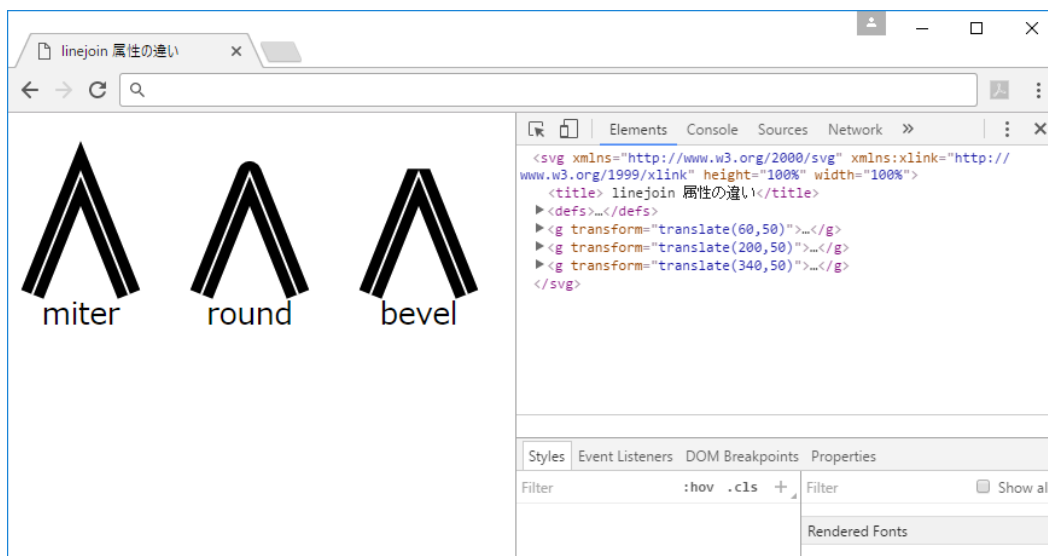 linejoin 属性の違い
miter
round
bevel
Elements Console Sources Network
<svg xmlns="http://www.w3.org/2000/svg" xmlns:xlink="http://
www.w3.org/1999/xlink" height="100%" width="100%">
<title> linejoin 属性の違い</title>
<defs>…</defs>
<g transform="translate(60,50)">…</g>
<g transform="translate(200,50)">…</g>
<g transform="translate(340,50)">…</g>
</svg>
Styles Event Listeners DOM Breakpoints Properties
Filter :hov .cls + Filter Show al
Rendered Fonts